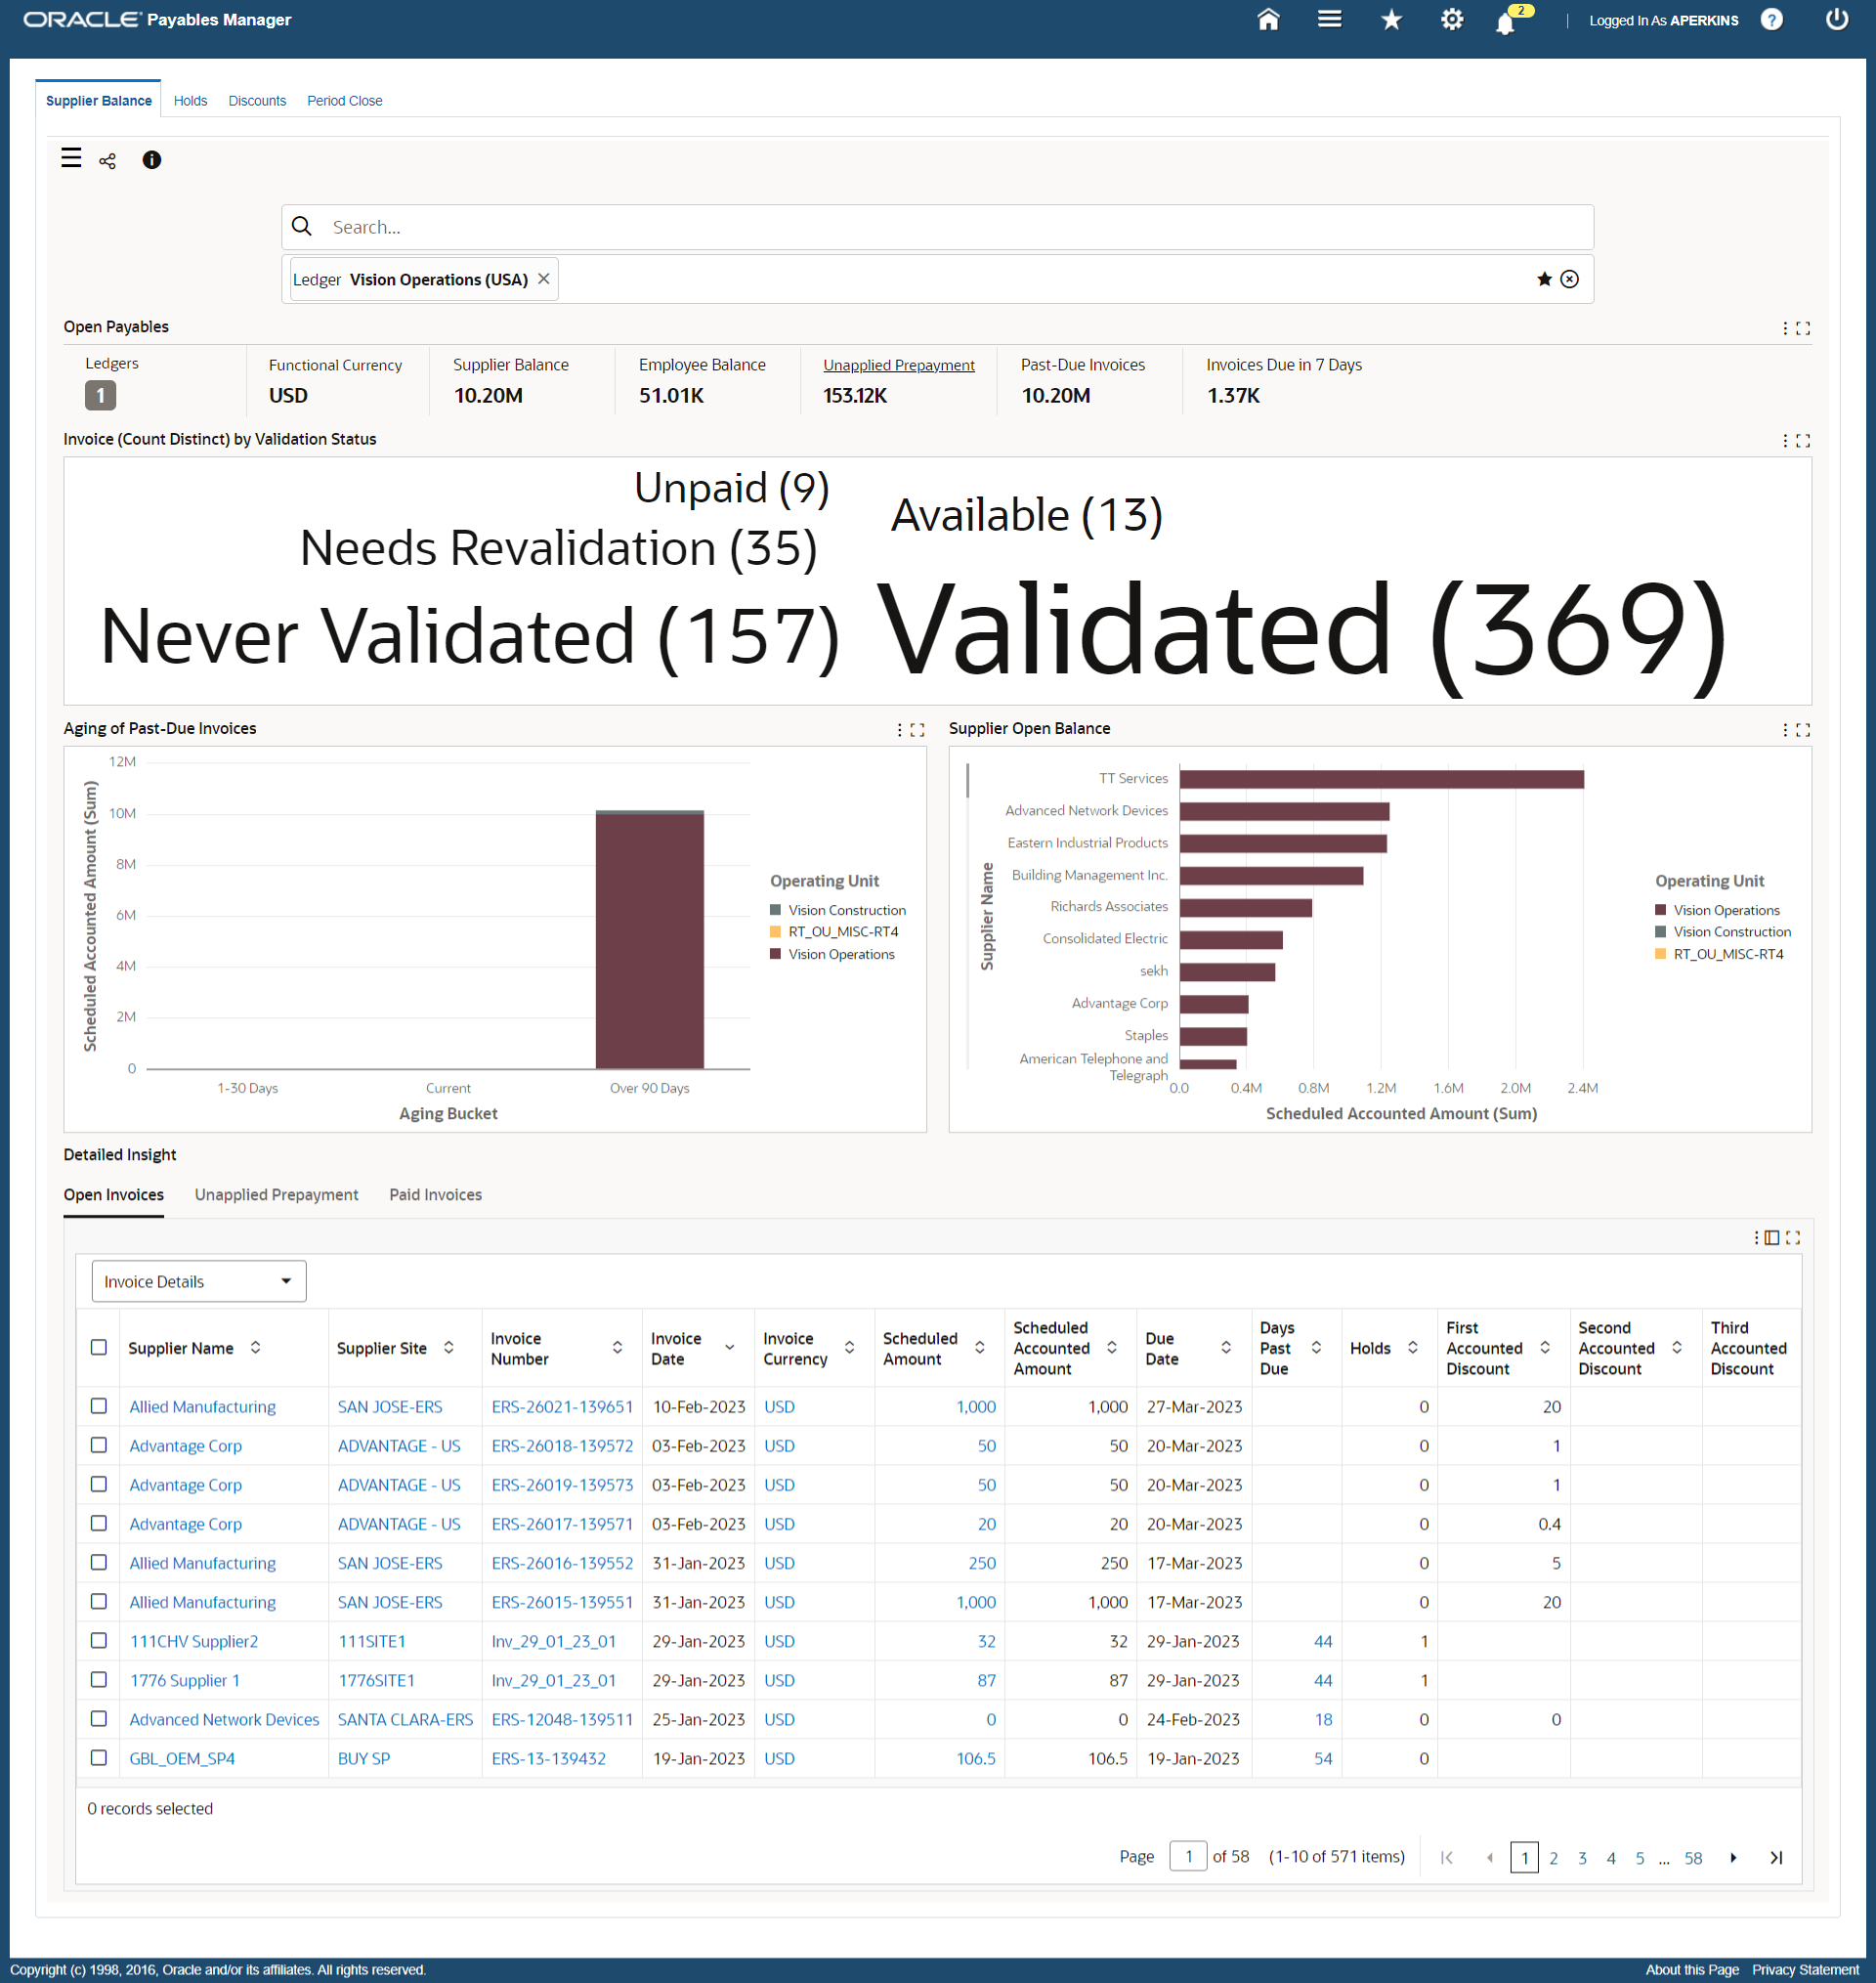 ORACLE Payables Manager
2
Logged In As APERKINS
?
Supplier Balance Holds Discounts Period Close
Search...
Ledger Vision Operations (USA)
Open Payables
Ledgers Functional Currency Supplier Balance Employee Balance Unapplied Prepayment Past-Due Invoices Invoices Due in 7 Days
1 USD 10.20M 51.01K 153.12K 10.20M 1.37K
Invoice (Count Distinct) by Validation Status
Unpaid (9)
Available (13)
Needs Revalidation (35)
Never Validated (157)
Validated (369)
Aging of Past-Due Invoices
Scheduled Accounted Amount (Sum)
12M
10M
8M
6M
4M
2M
0
1-30 Days Current Over 90 Days
Aging Bucket
Operating Unit
Vision Construction
RT_OU_MISC-RT4
Vision Operations
Supplier Open Balance
Supplier Name
TT Services
Advanced Network Devices
Eastern Industrial Products
Building Management Inc.
Richards Associates
Consolidated Electric
sekh
Advantage Corp
Staples
American Telephone and
Telegraph
0.0 0.4M 0.8M 1.2M 1.6M 2.0M 2.4M
Scheduled Accounted Amount (Sum)
Operating Unit
Vision Operations
Vision Construction
RT_OU_MISC-RT4
Detailed Insight
Open Invoices Unapplied Prepayment Paid Invoices
Invoice Details
Supplier Name Supplier Site Invoice Number Invoice Date Invoice Currency Scheduled Amount Scheduled Accounted Amount Due Date Days Past Due Holds First Accounted Discount Second Accounted Discount Third Accounted Discount
Allied Manufacturing SAN JOSE-ERS ERS-26021-139651 10-Feb-2023 USD 1,000 1,000 27-Mar-2023 0 20
Advantage Corp ADVANTAGE - US ERS-26018-139572 03-Feb-2023 USD 50 50 20-Mar-2023 0 1
Advantage Corp ADVANTAGE - US ERS-26019-139573 03-Feb-2023 USD 50 50 20-Mar-2023 0 1
Advantage Corp ADVANTAGE - US ERS-26017-139571 03-Feb-2023 USD 20 20 20-Mar-2023 0 0.4
Allied Manufacturing SAN JOSE-ERS ERS-26016-139552 31-Jan-2023 USD 250 250 17-Mar-2023 0 5
Allied Manufacturing SAN JOSE-ERS ERS-26015-139551 31-Jan-2023 USD 1,000 1,000 17-Mar-2023 0 20
111CHV Supplier2 111SITE1 Inv_29_01_23_01 29-Jan-2023 USD 32 32 29-Jan-2023 44 1
1776 Supplier 1 1776SITE1 Inv_29_01_23_01 29-Jan-2023 USD 87 87 29-Jan-2023 44 1
Advanced Network Devices SANTA CLARA-ERS ERS-12048-139511 25-Jan-2023 USD 0 0 24-Feb-2023 18 0 0
GBL_OEM_SP4 BUY SP ERS-13-139432 19-Jan-2023 USD 106.5 106.5 19-Jan-2023 54 0
0 records selected
Page 1 of 58 (1-10 of 571 items) 1 2 3 4 5 ... 58
Copyright (c) 1998, 2016, Oracle and/or its affiliates. All rights reserved.
About this Page Privacy Statement